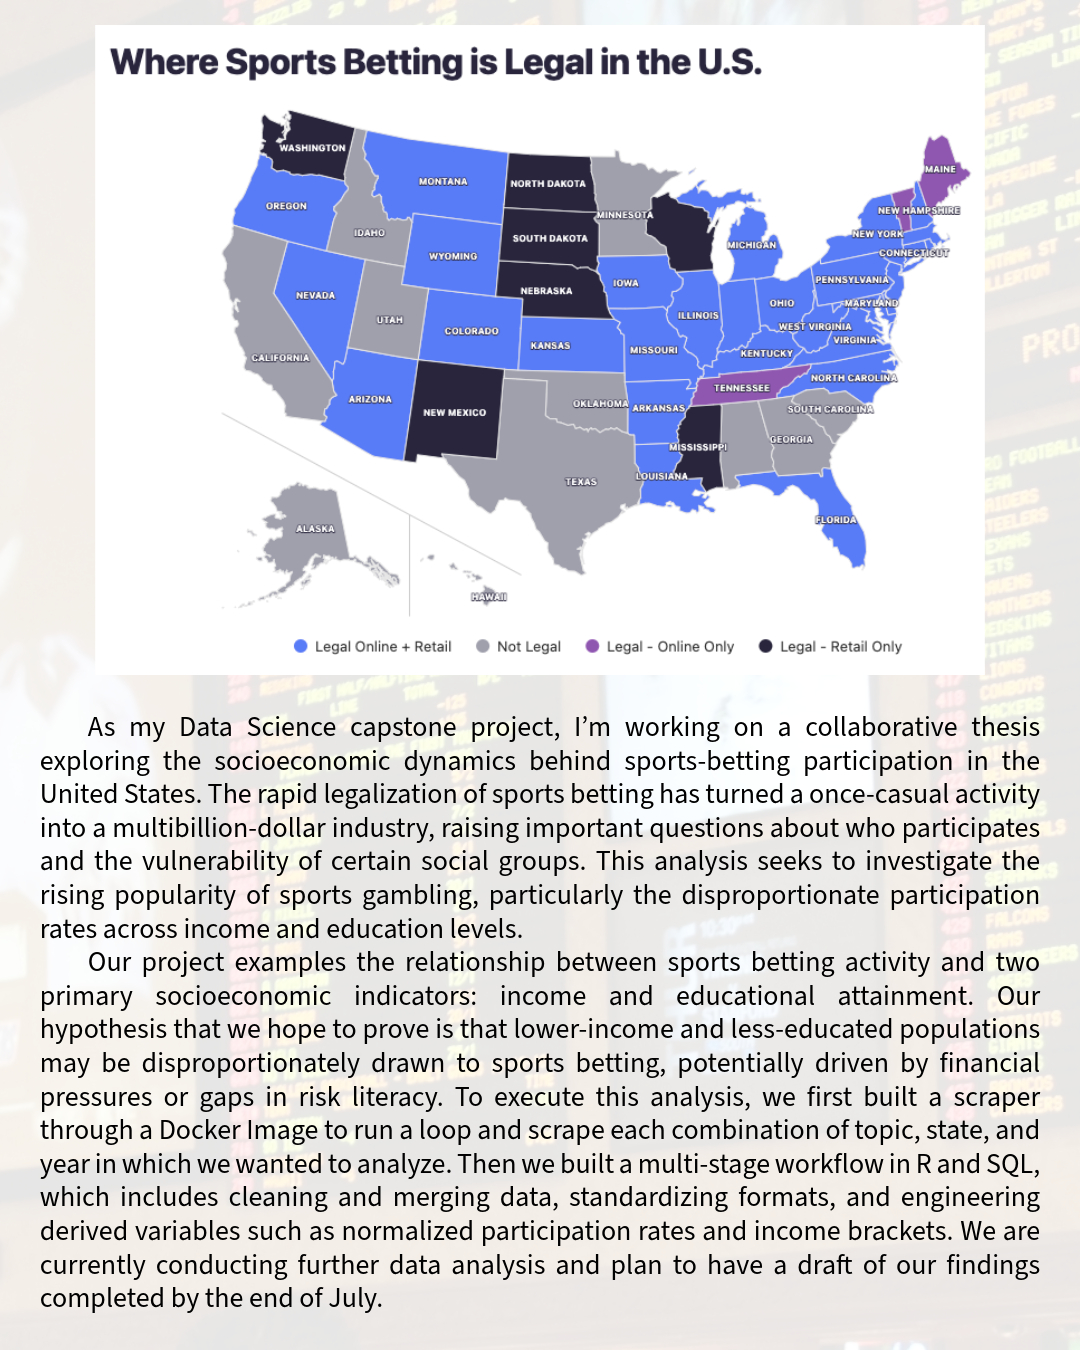 Where Sports Betting is Legal in the U.S.
WASHINGTON
MONTANA
NORTH DAKOTA
MINNESOTA
MAINE
OREGON
IDAHO
SOUTH DAKOTA
WYOMING
MICHIGAN
NEW HAMPSHIRE
NEW YORK
CONNECTICUT
NEVADA
NEBRASKA
IOWA
PENNSYLVANIA
UTAH
COLORADO
ILLINOIS
OHIO
MARYLAND
WEST VIRGINIA
VIRGINIA
CALIFORNIA
KANSAS
MISSOURI
KENTUCKY
ARIZONA
NEW MEXICO
OKLAHOMA
ARKANSAS
TENNESSEE
NORTH CAROLINA
SOUTH CAROLINA
MISSISSIPPI
GEORGIA
TEXAS
LOUISIANA
FLORIDA
ALASKA
HAWAII
Legal Online + Retail
Not Legal
Legal - Online Only
Legal - Retail Only
As my Data Science capstone project, I’m working on a collaborative thesis
exploring the socioeconomic dynamics behind sports-betting participation in the
United States. The rapid legalization of sports betting has turned a once-casual activity
into a multibillion-dollar industry, raising important questions about who participates
and the vulnerability of certain social groups. This analysis seeks to investigate the
rising popularity of sports gambling, particularly the disproportionate participation
rates across income and education levels.
Our project examples the relationship between sports betting activity and two
primary socioeconomic indicators: income and educational attainment. Our
hypothesis that we hope to prove is that lower-income and less-educated populations
may be disproportionately drawn to sports betting, potentially driven by financial
pressures or gaps in risk literacy. To execute this analysis, we first built a scraper
through a Docker Image to run a loop and scrape each combination of topic, state, and
year in which we wanted to analyze. Then we built a multi-stage workflow in R and SQL,
which includes cleaning and merging data, standardizing formats, and engineering
derived variables such as normalized participation rates and income brackets. We are
currently conducting further data analysis and plan to have a draft of our findings
completed by the end of July.